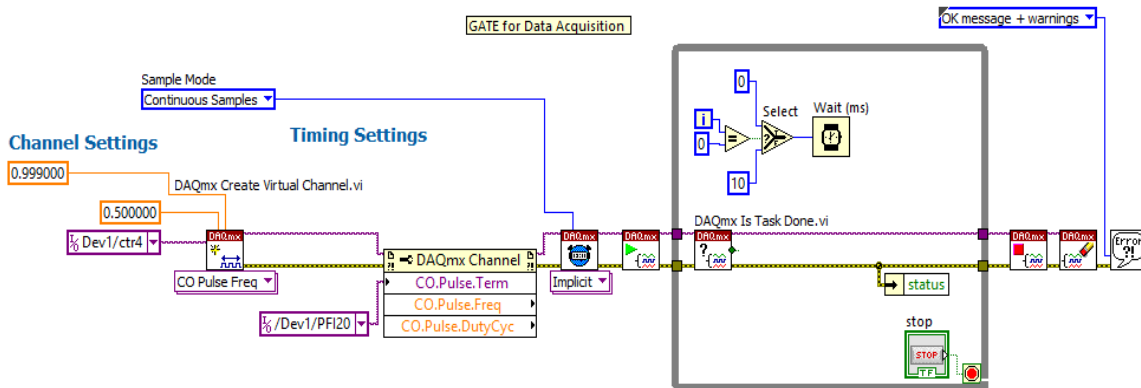 GATE for Data Acquisition
OK message + warnings
Sample Mode
Continuous Samples
Channel Settings
Timing Settings
0.999000
DAQmx Create Virtual Channel.vi
0.500000
Dev1/ctr4
DAQmx
CO Pulse Freq
DAQmx Channel
CO.Pulse.Term
CO.Pulse.Freq
CO.Pulse.DutyCyc
/Dev1/PFI20
DAQmx
Implicit
DAQmx
0
Select
Wait (ms)
i
0
=
?
T
F
10
DAQmx Is Task Done.vi
DAQmx
?
status
stop
STOP
TF
DAQmx
DAQmx
Error
?!